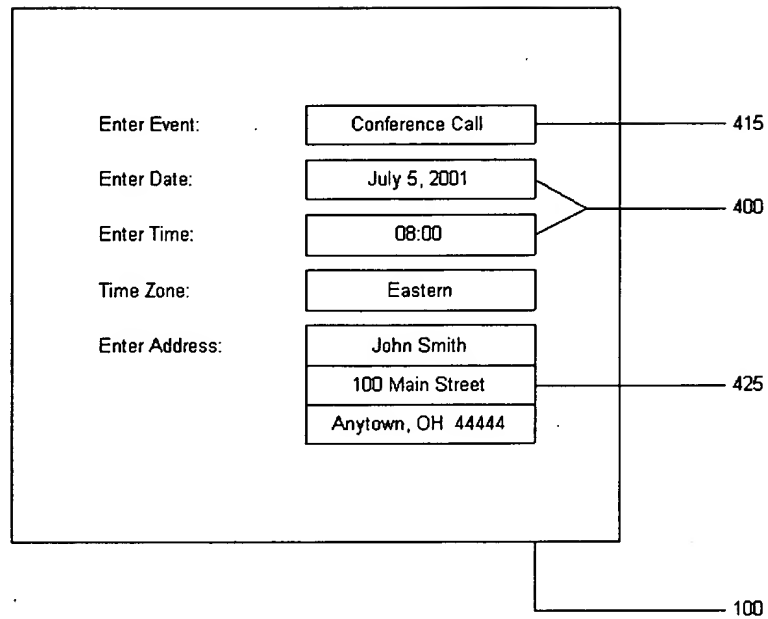 Enter Event: Conference Call 415
Enter Date: July 5, 2001
400
Enter Time: 08:00
Time Zone: Eastern
Enter Address: John Smith
100 Main Street 425
Anytown, OH 44444
100